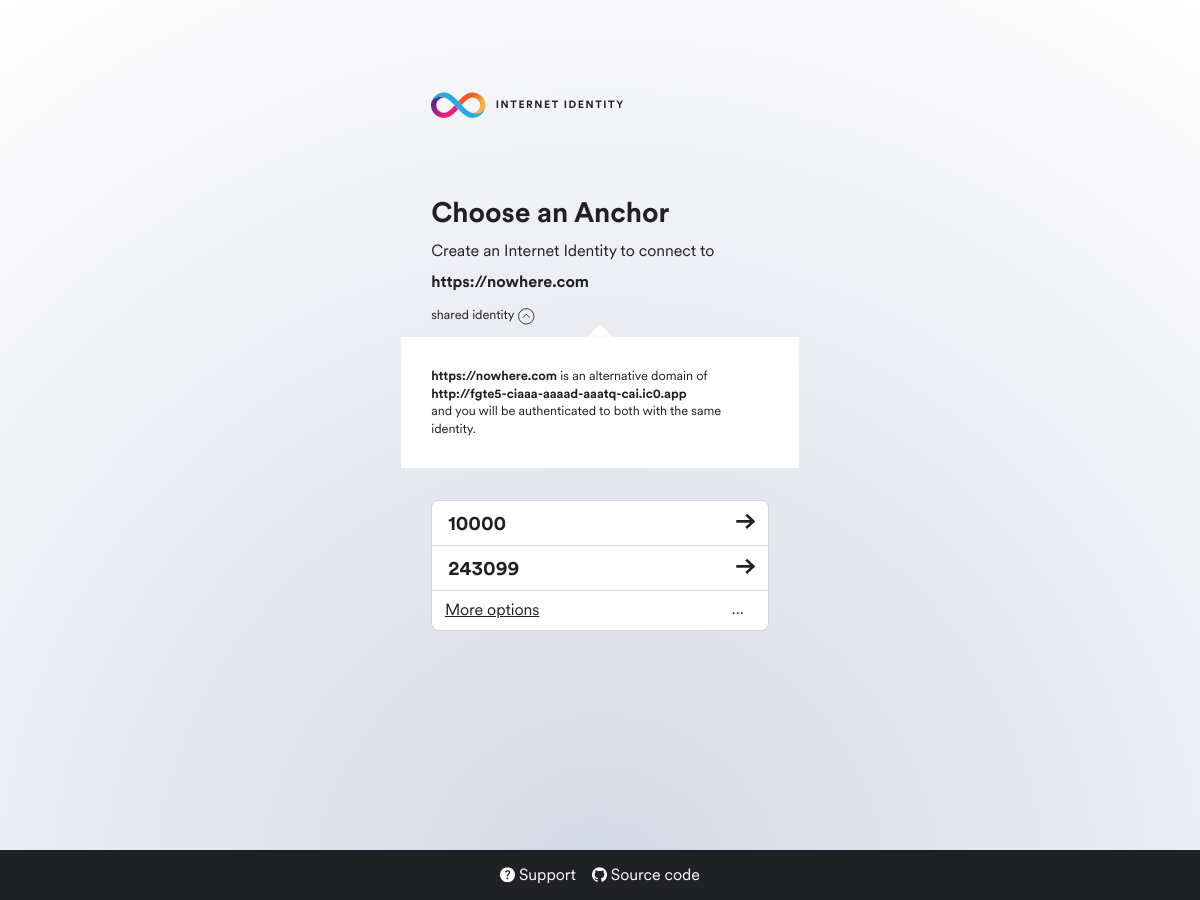 INTERNET IDENTITY
Choose an Anchor
Create an Internet Identity to connect to
https://nowhere.com
shared identity
https://nowhere.com is an alternative domain of
http://fgte5-ciaaa-aaaad-aaatq-cai.ic0.app
and you will be authenticated to both with the same
identity.
10000
243099
More options ...
Support Source code